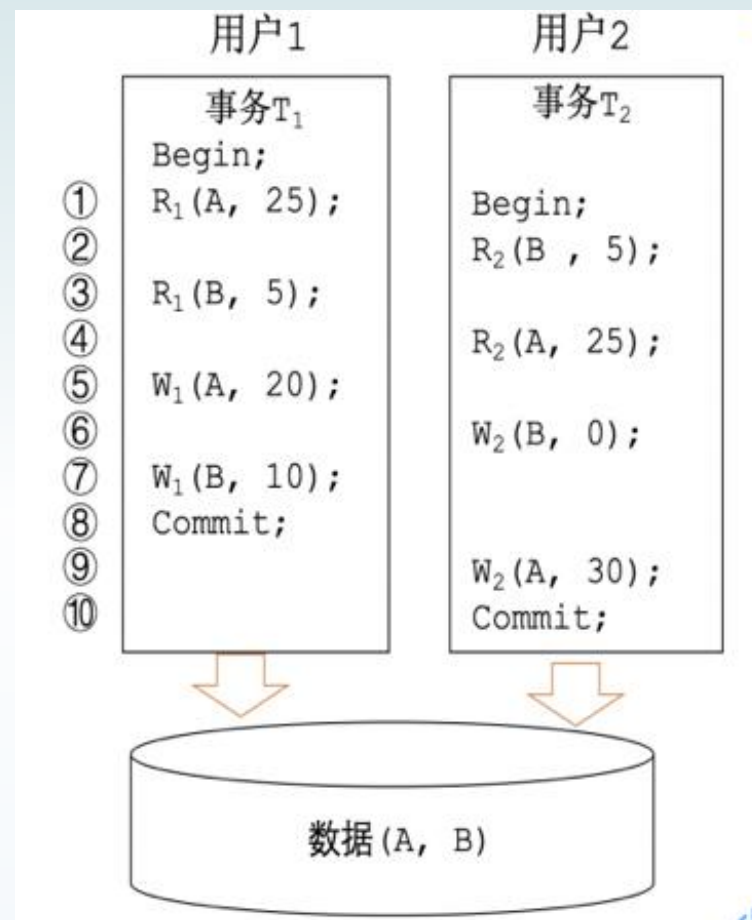 用户1 用户2
事务T₁ 事务T₂
Begin;
① R₁(A, 25); Begin;
② R₂(B , 5);
③ R₁(B, 5);
④ R₂(A, 25);
⑤ W₁(A, 20);
⑥ W₂(B, 0);
⑦ W₁(B, 10);
⑧ Commit;
⑨ W₂(A, 30);
⑩ Commit;
数据(A, B)